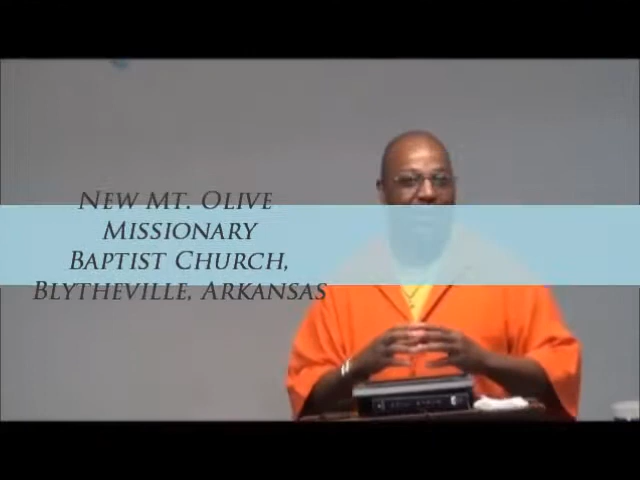 New Mt. Olive
Missionary
Baptist Church,
Blytheville, Arkansas